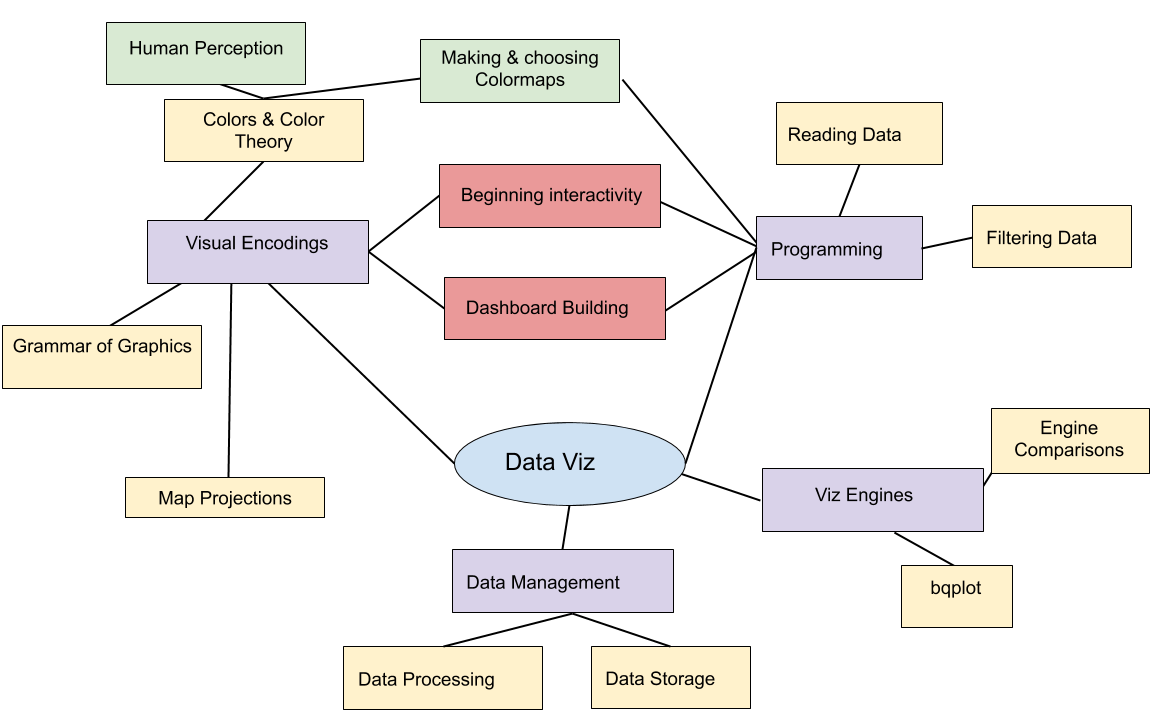 Human Perception
Making & choosing
Colormaps
Colors & Color
Theory
Reading Data
Beginning interactivity
Visual Encodings
Programming
Filtering Data
Dashboard Building
Grammar of Graphics
Engine
Comparisons
Data Viz
Map Projections
Viz Engines
Data Management
bqplot
Data Processing
Data Storage